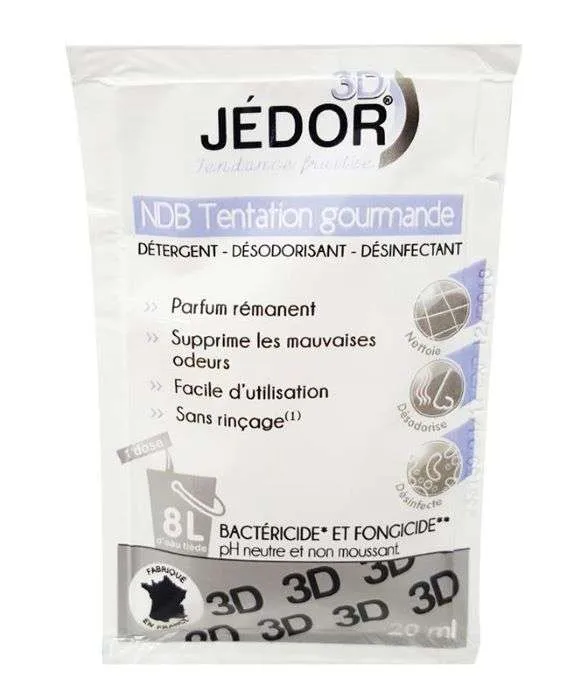 3D
JÉDOR®
Tendance fruitée
NDB Tentation gourmande
DÉTERGENT - DÉSODORISANT - DÉSINFECTANT
>> Parfum rémanent
>> Supprime les mauvaises
odeurs
>> Facile d'utilisation
>> Sans rinçage(1)
Nettoie
Désodorise
Désinfecte
1 dose
8L
d'eau tiède
BACTÉRICIDE* ET FONGICIDE**
pH neutre et non moussant
FABRIQUÉ
EN FRANCE
3D 3D 3D
3D 3D 3D 3D
20 ml